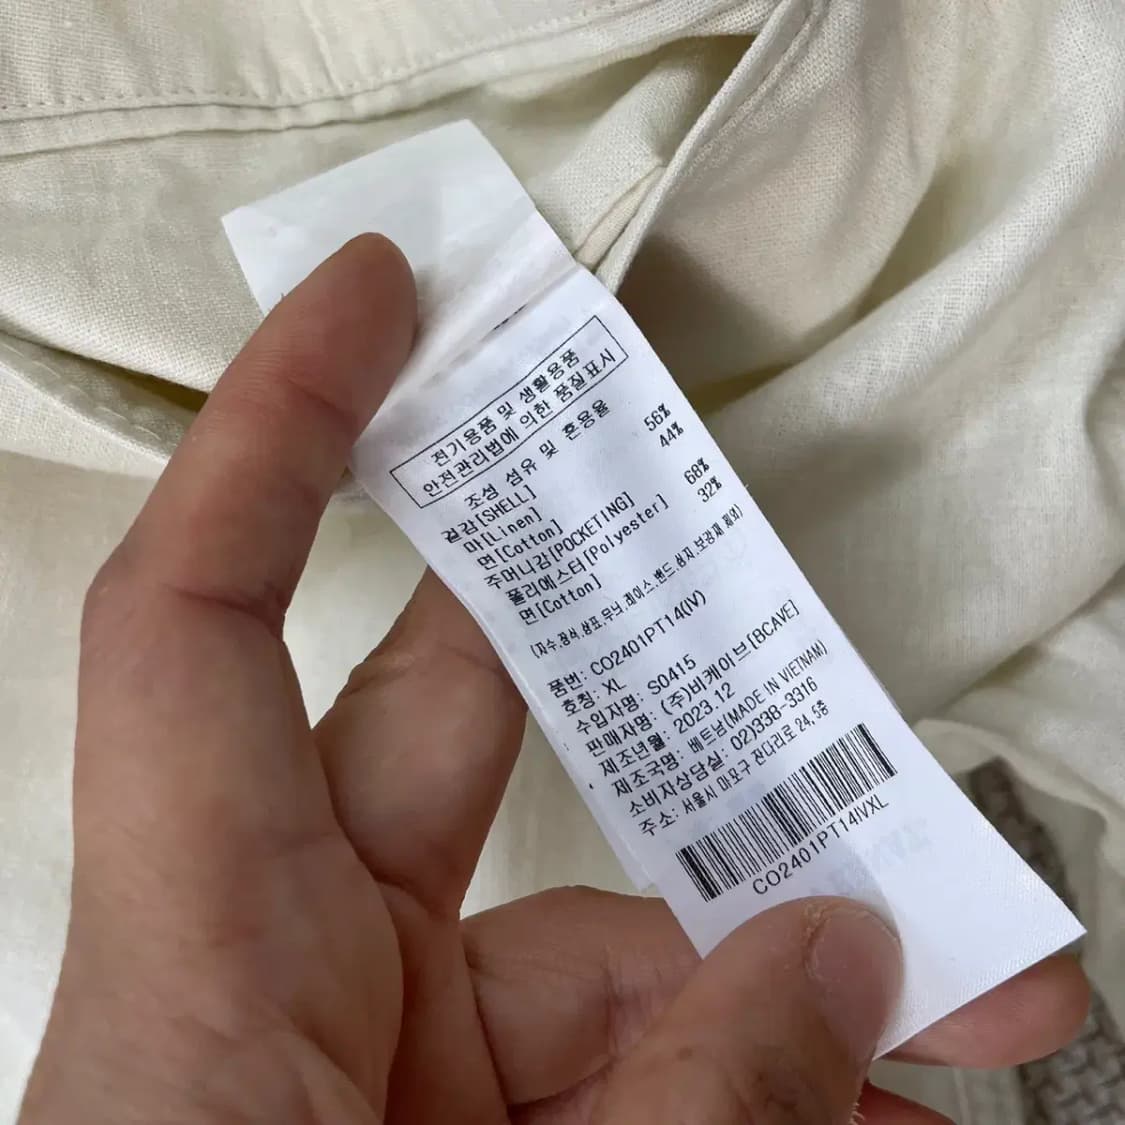 전기용품 및 생활용품
안전관리법에 의한 품질표시
조성 섬유 및 혼용율
겉감[SHELL]
마[Linen] 56%
면[Cotton] 44%
주머니감[POCKETING]
폴리에스터[Polyester] 68%
면[Cotton] 32%
(자수,장식,상표,무늬,레이스,밴드,심지,보강재 제외)
품번: CO2401PT14(IV)
호칭: XL
수입자명: SO415
판매자명: (주)비케이브[BCAVE]
제조년월: 2023.12
제조국명: 베트남(MADE IN VIETNAM)
소비자상담실: 02)338-3316
주소: 서울시 마포구 잔다리로 24, 5층
CO2401PT14IVXL